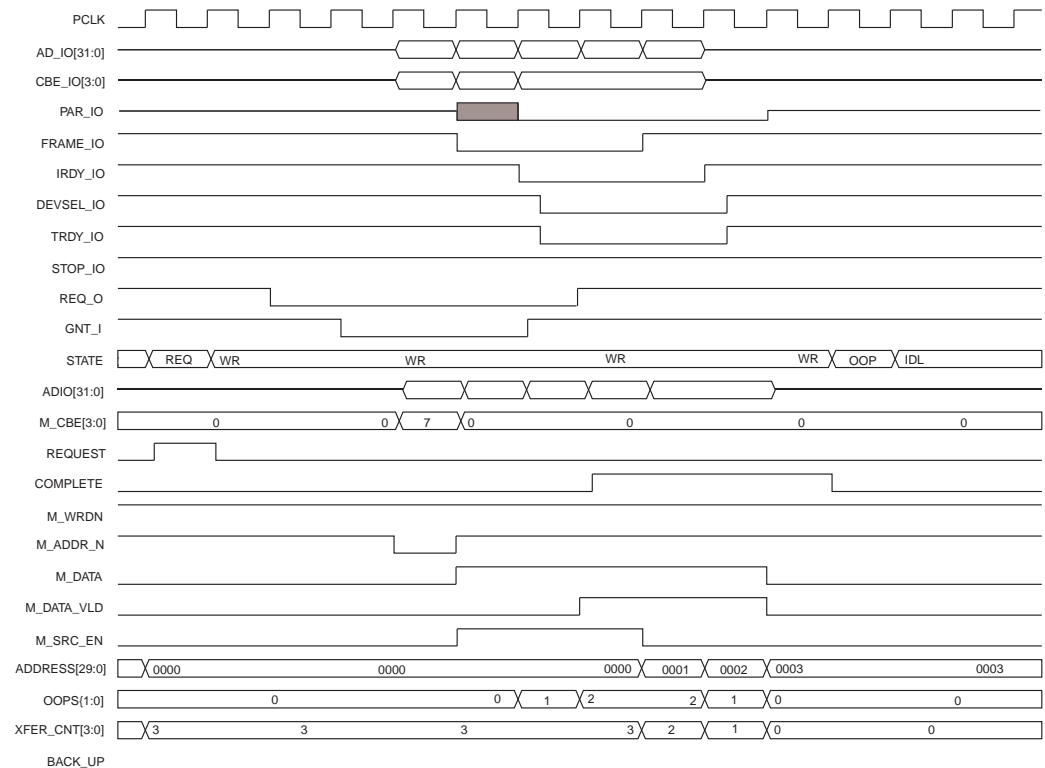 PCLK
AD_IO[31:0]
CBE_IO[3:0]
PAR_IO
FRAME_IO
IRDY_IO
DEVSEL_IO
TRDY_IO
STOP_IO
REQ_O
GNT_I
STATE REQ WR WR WR WR OOP IDL
ADIO[31:0]
M_CBE[3:0] 0 0 7 0 0 0 0
REQUEST
COMPLETE
M_WRDN
M_ADDR_N
M_DATA
M_DATA_VLD
M_SRC_EN
ADDRESS[29:0] 0000 0000 0000 0001 0002 0003 0003
OOPS{1:0] 0 0 1 2 2 1 0 0
XFER_CNT[3:0] 3 3 3 3 2 1 0 0
BACK_UP